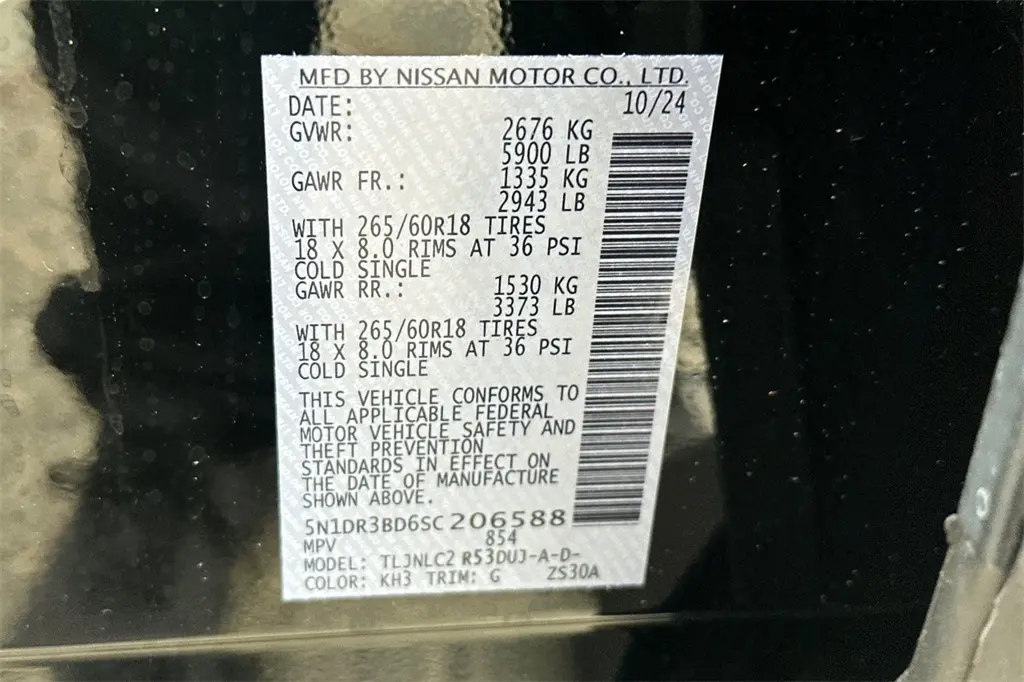 MFD BY NISSAN MOTOR CO., LTD.
DATE: 10/24
GVWR: 2676 KG
5900 LB
GAWR FR.: 1335 KG
2943 LB
WITH 265/60R18 TIRES
18 X 8.0 RIMS AT 36 PSI
COLD SINGLE
GAWR RR.: 1530 KG
3373 LB
WITH 265/60R18 TIRES
18 X 8.0 RIMS AT 36 PSI
COLD SINGLE
THIS VEHICLE CONFORMS TO
ALL APPLICABLE FEDERAL
MOTOR VEHICLE SAFETY AND
THEFT PREVENTION
STANDARDS IN EFFECT ON
THE DATE OF MANUFACTURE
SHOWN ABOVE.
5N1DR3BD6SC206588
MPV 854
MODEL: TLJNLC2 R53DUJ-A-D-
COLOR: KH3 TRIM: G ZS30A